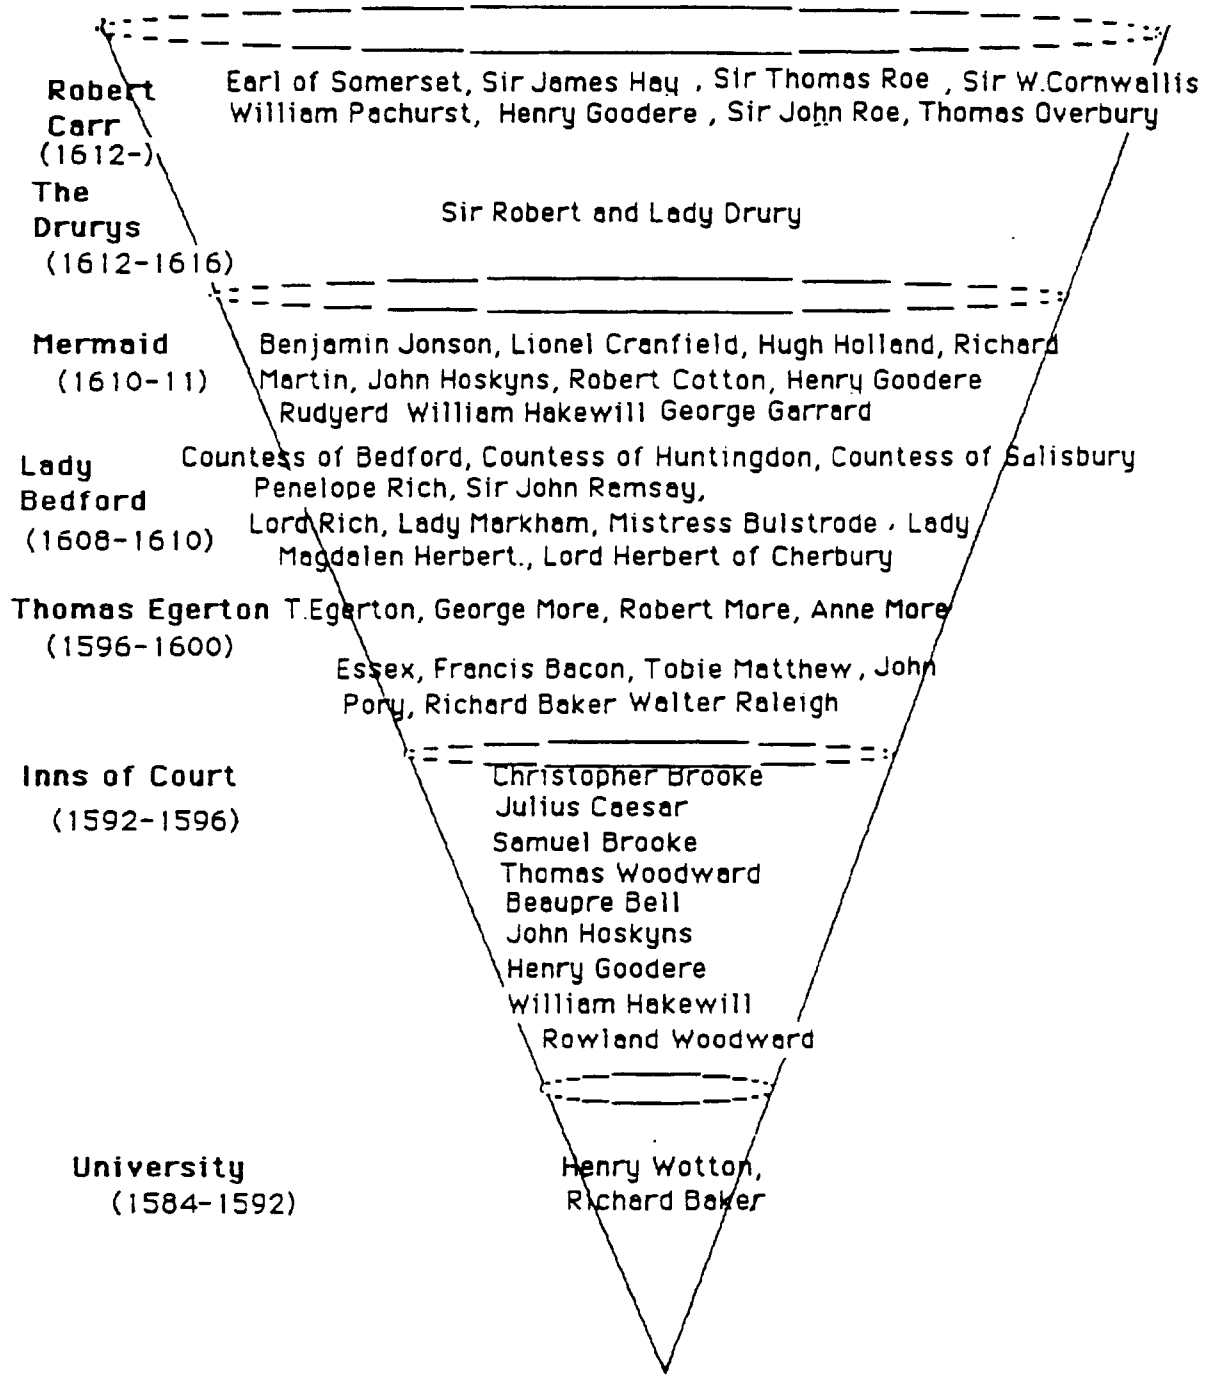 Robert Earl of Somerset, Sir James Hay , Sir Thomas Roe , Sir W.Cornwallis
Carr William Pachurst, Henry Goodere , Sir John Roe, Thomas Overbury
(1612-)
The
Drurys Sir Robert and Lady Drury
(1612-1616)
Mermaid Benjamin Jonson, Lionel Cranfield, Hugh Holland, Richard
(1610-11) Martin, John Hoskyns, Robert Cotton, Henry Goodere
Rudyerd William Hakewill George Garrard
Lady Countess of Bedford, Countess of Huntingdon, Countess of Salisbury
Bedford Penelope Rich, Sir John Ramsay,
(1608-1610) Lord Rich, Lady Markham, Mistress Bulstrode , Lady
Magdalen Herbert., Lord Herbert of Cherbury
Thomas Egerton T.Egerton, George More, Robert More, Anne More
(1596-1600)
Essex, Francis Bacon, Tobie Matthew, John
Pory, Richard Baker Walter Raleigh
Inns of Court Christopher Brooke
(1592-1596) Julius Caesar
Samuel Brooke
Thomas Woodward
Beaupre Bell
John Hoskyns
Henry Goodere
William Hakewill
Rowland Woodward
University Henry Wotton,
(1584-1592) Richard Baker